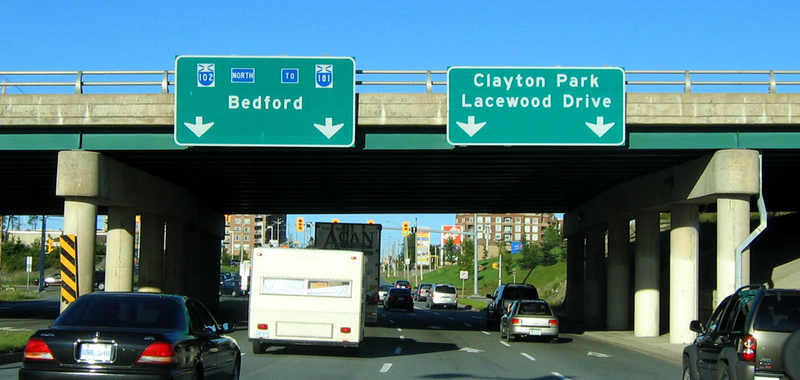 102 NORTH TO 101
Bedford
Clayton Park
Lacewood Drive